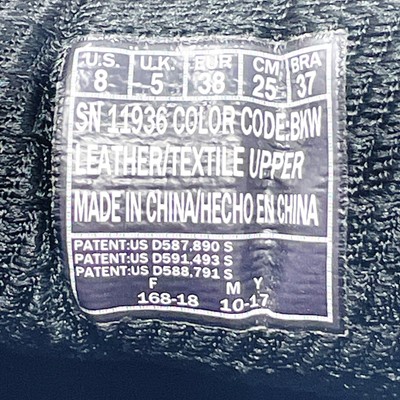 U.S. U.K. EUR CM BRA
8 5 38 25 37
SN 11936 COLOR CODE:BKW
LEATHER/TEXTILE UPPER
MADE IN CHINA/HECHO EN CHINA
PATENT:US D587,890 S
PATENT:US D591,493 S
PATENT:US D588,791 S
F M Y
168-18 10-17